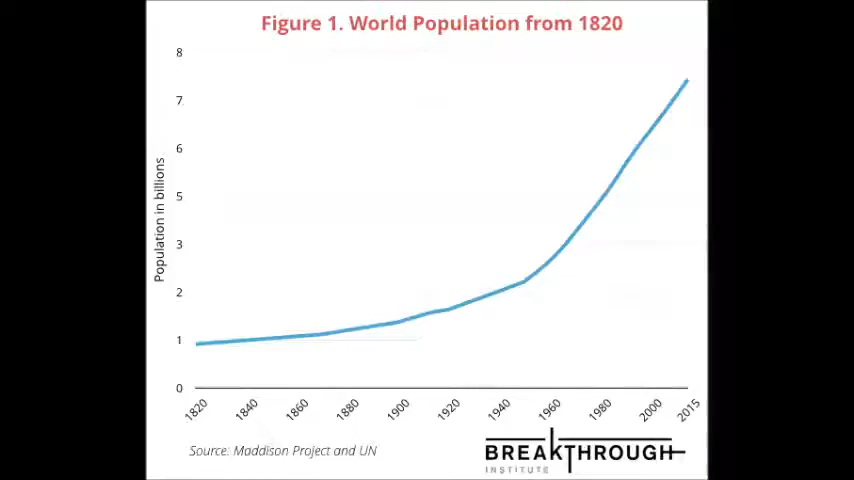 Figure 1. World Population from 1820
8
7
6
5
3
2
1
0
Population in billions
1820 1840 1860 1880 1900 1920 1940 1960 1980 2000 2015
Source: Maddison Project and UN
BREAKTHROUGH
INSTITUTE